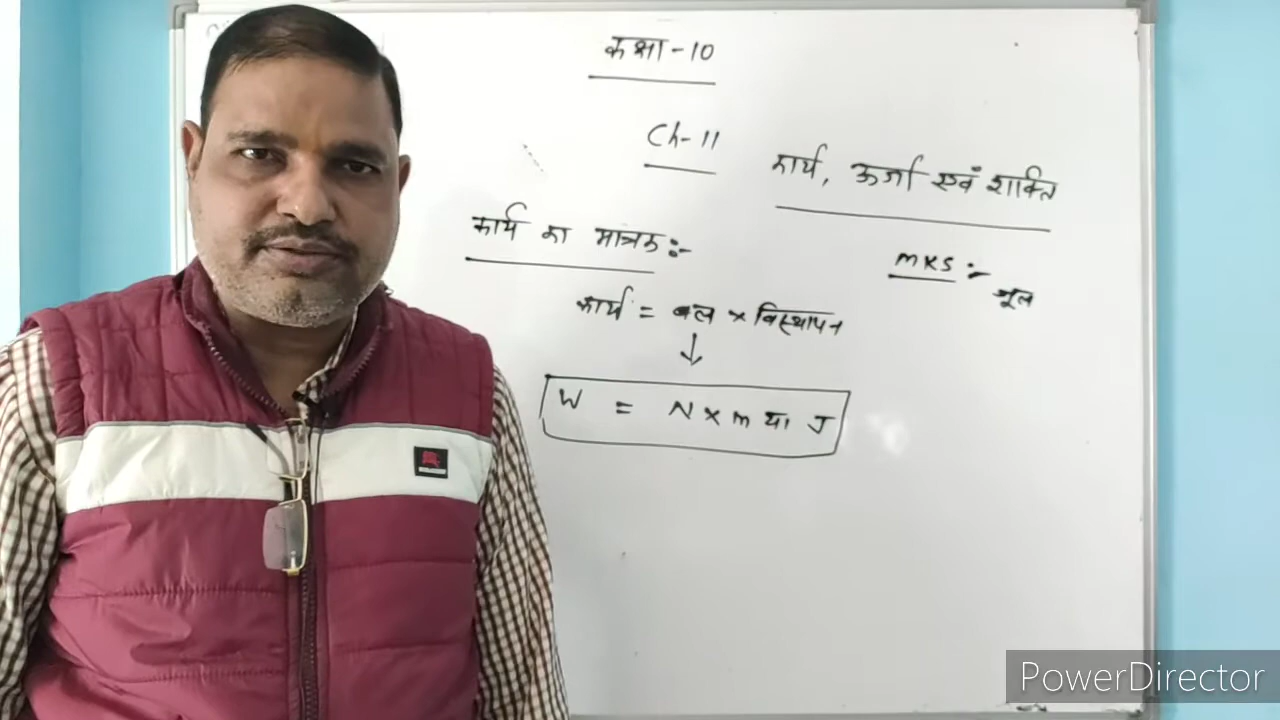 कक्षा-10
Ch-11
कार्य, ऊर्जा एवं शक्ति
कार्य का मात्रक :-
MKS :- जूल
कार्य = बल × विस्थापन
↓
W = N × m या J
PowerDirector